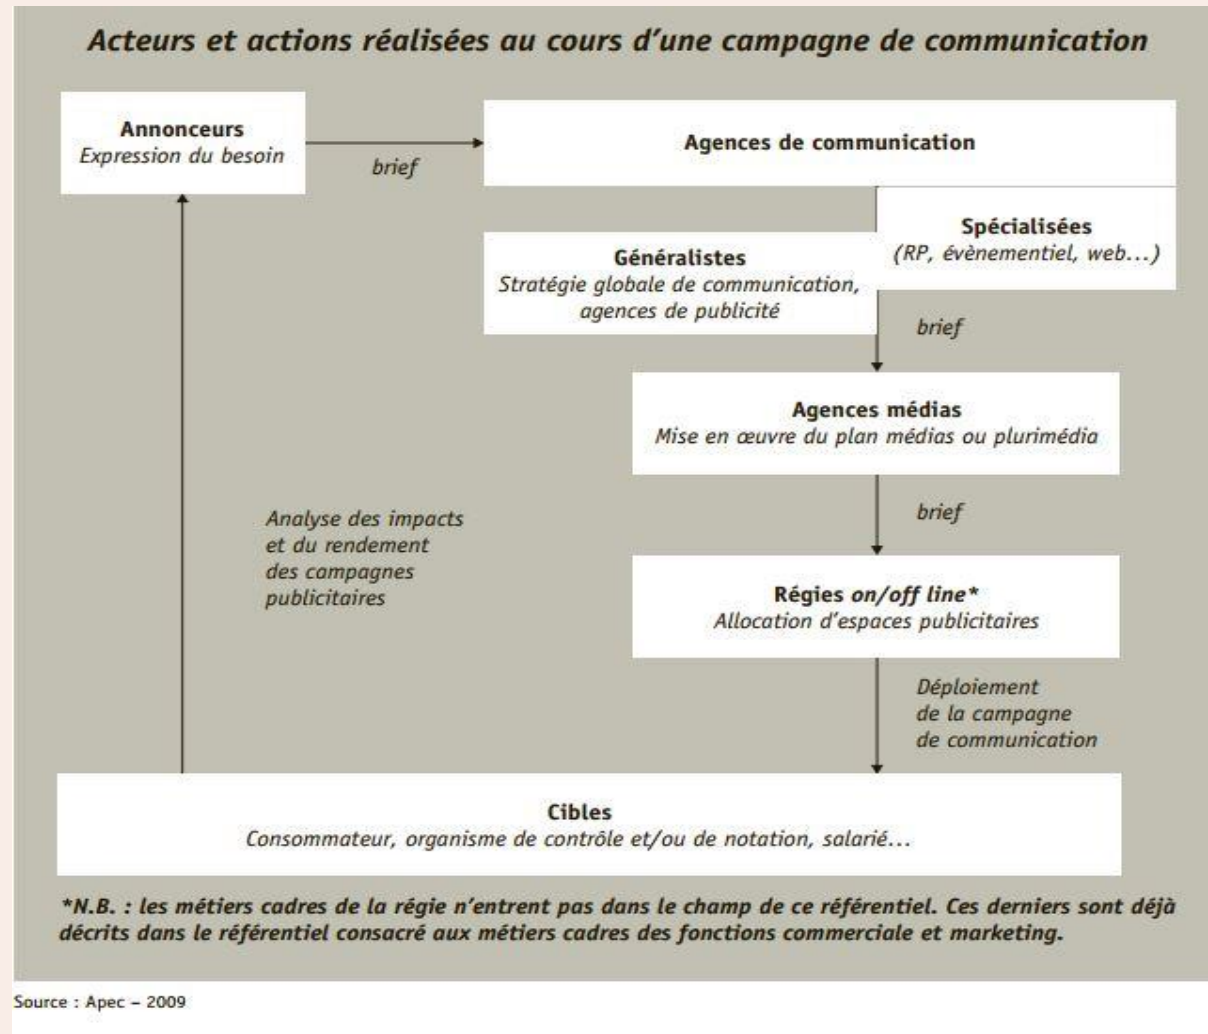 Acteurs et actions réalisées au cours d’une campagne de communication
Annonceurs
Expression du besoin
brief
Agences de communication
Spécialisées
(RP, évènementiel, web…)
Généralistes
Stratégie globale de communication,
agences de publicité
brief
Agences médias
Mise en œuvre du plan médias ou plurimédia
brief
Analyse des impacts
et du rendement
des campagnes
publicitaires
Régies on/off line*
Allocation d’espaces publicitaires
Déploiement
de la campagne
de communication
Cibles
Consommateur, organisme de contrôle et/ou de notation, salarié…
*N.B. : les métiers cadres de la régie n’entrent pas dans le champ de ce référentiel. Ces derniers sont déjà
décrits dans le référentiel consacré aux métiers cadres des fonctions commerciale et marketing.
Source : Apec – 2009